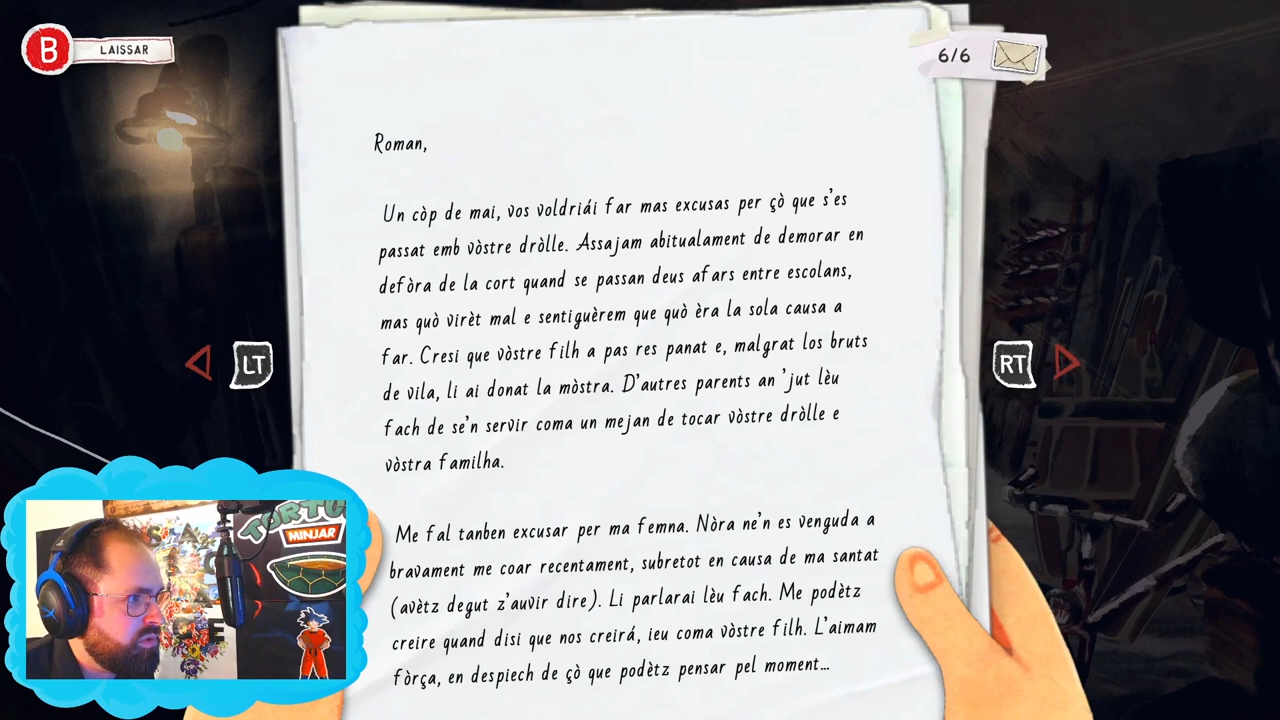 B LAISSAR
6/6
Roman,
Un còp de mai, vos voldriái far mas excusas per çò que s'es
passat emb vòstre dròlle. Assajam abitualament de demorar en
defòra de la cort quand se passan deus afars entre escolans,
mas quò virèt mal e sentiguèrem que quò èra la sola causa a
far. Cresi que vòstre filh a pas res panat e, malgrat los bruts
de vila, li ai donat la mòstra. D'autres parents an 'jut lèu
fach de se'n servir coma un mejan de tocar vòstre dròlle e
vòstra familha.
Me fal tanben excusar per ma femna. Nòra ne'n es venguda a
bravament me coar recentament, subretot en causa de ma santat
(avètz degut z'auvir dire). Li parlarai lèu fach. Me podètz
creire quand disi que nos creirá, ieu coma vòstre filh. L'aimam
fòrça, en despiech de çò que podètz pensar pel moment...
LT
RT
MINJAR